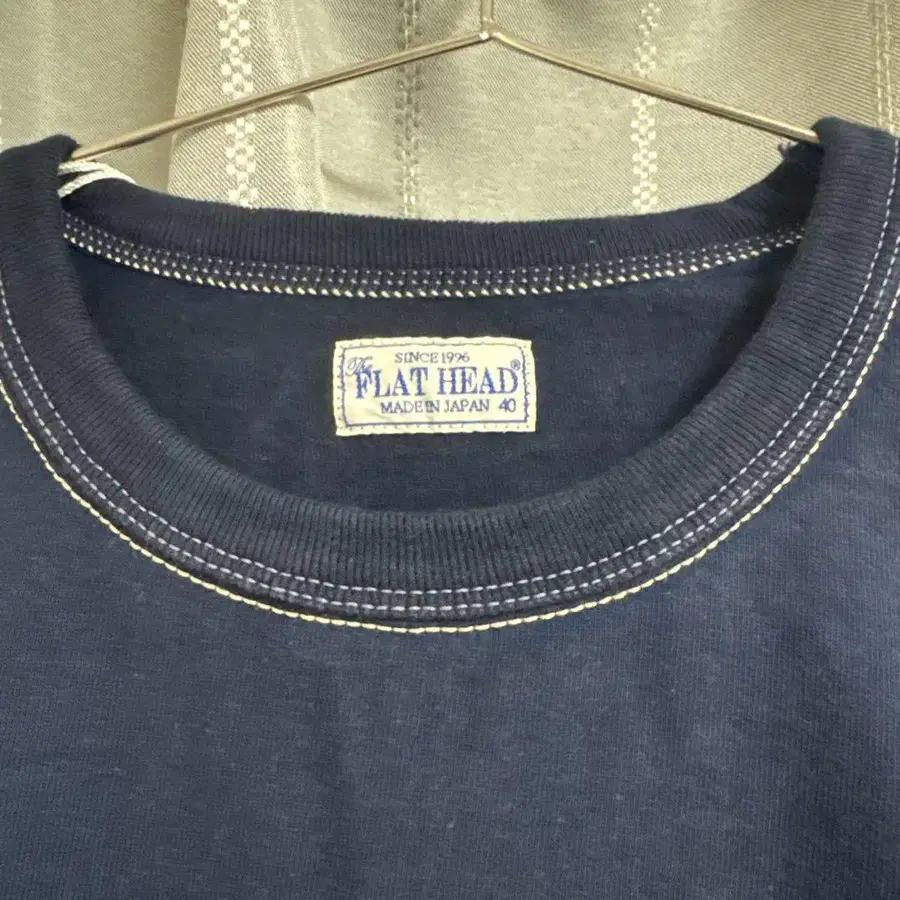 SINCE 1996
The
FLAT HEAD®
MADE IN JAPAN 40